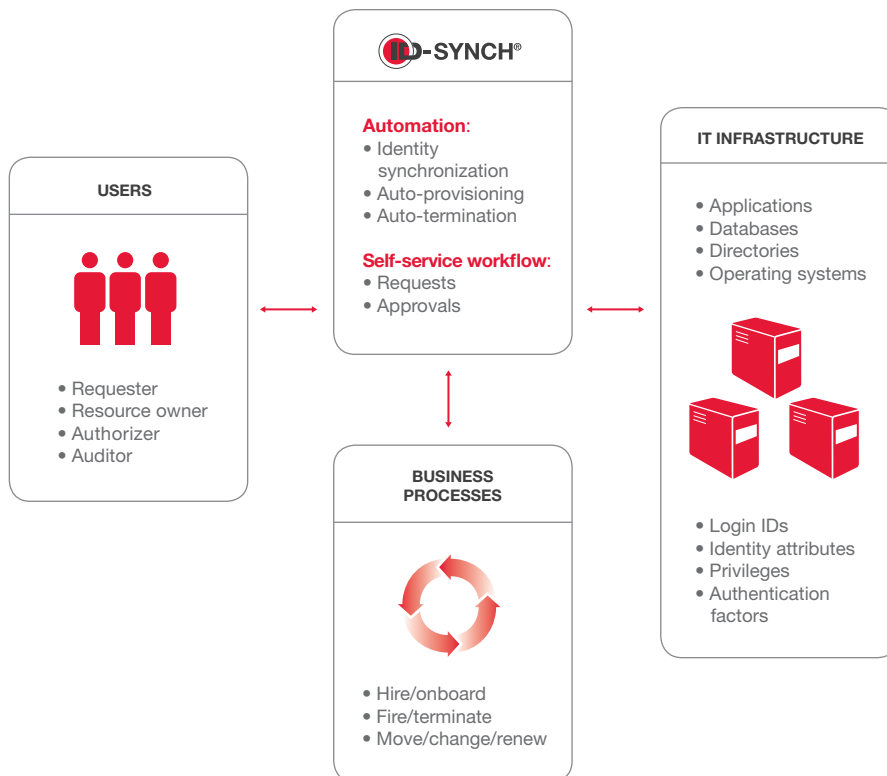 ID-SYNCH®
Automation:
• Identity
synchronization
• Auto-provisioning
• Auto-termination
Self-service workflow:
• Requests
• Approvals
USERS
• Requester
• Resource owner
• Authorizer
• Auditor
BUSINESS
PROCESSES
• Hire/onboard
• Fire/terminate
• Move/change/renew
IT INFRASTRUCTURE
• Applications
• Databases
• Directories
• Operating systems
• Login IDs
• Identity attributes
• Privileges
• Authentication
factors